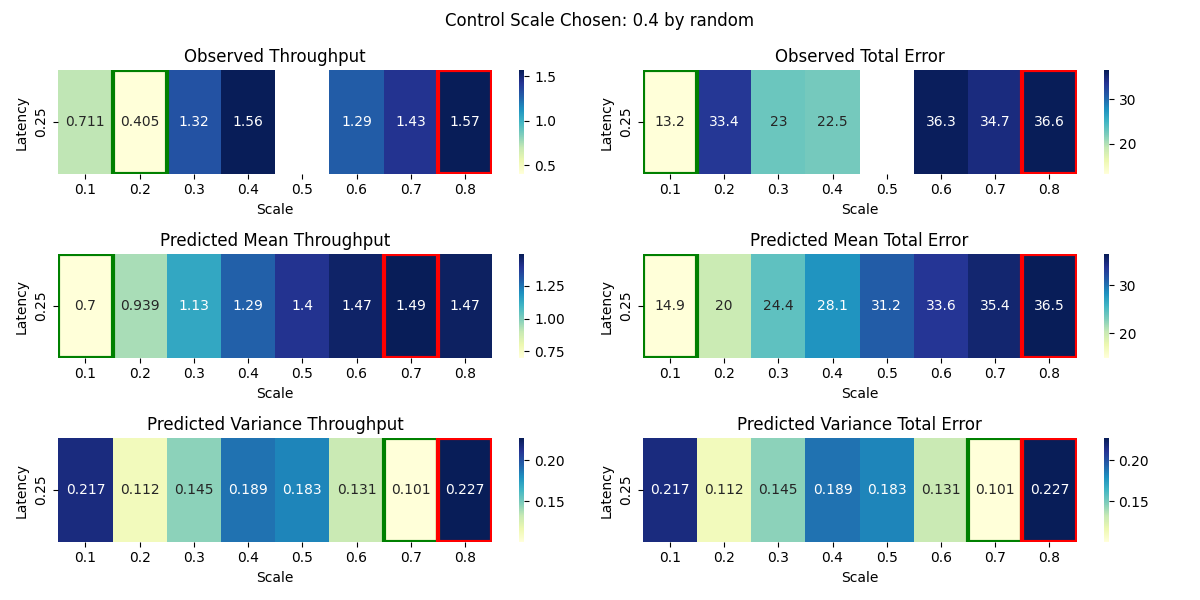 Control Scale Chosen: 0.4 by random
Observed Throughput
Latency
0.25
0.711 0.405 1.32 1.56 1.29 1.43 1.57
0.1 0.2 0.3 0.4 0.5 0.6 0.7 0.8
Scale
1.5
1.0
0.5
Observed Total Error
Latency
0.25
13.2 33.4 23 22.5 36.3 34.7 36.6
0.1 0.2 0.3 0.4 0.5 0.6 0.7 0.8
Scale
30
20
Predicted Mean Throughput
Latency
0.25
0.7 0.939 1.13 1.29 1.4 1.47 1.49 1.47
0.1 0.2 0.3 0.4 0.5 0.6 0.7 0.8
Scale
1.25
1.00
0.75
Predicted Mean Total Error
Latency
0.25
14.9 20 24.4 28.1 31.2 33.6 35.4 36.5
0.1 0.2 0.3 0.4 0.5 0.6 0.7 0.8
Scale
30
20
Predicted Variance Throughput
Latency
0.25
0.217 0.112 0.145 0.189 0.183 0.131 0.101 0.227
0.1 0.2 0.3 0.4 0.5 0.6 0.7 0.8
Scale
0.20
0.15
Predicted Variance Total Error
Latency
0.25
0.217 0.112 0.145 0.189 0.183 0.131 0.101 0.227
0.1 0.2 0.3 0.4 0.5 0.6 0.7 0.8
Scale
0.20
0.15